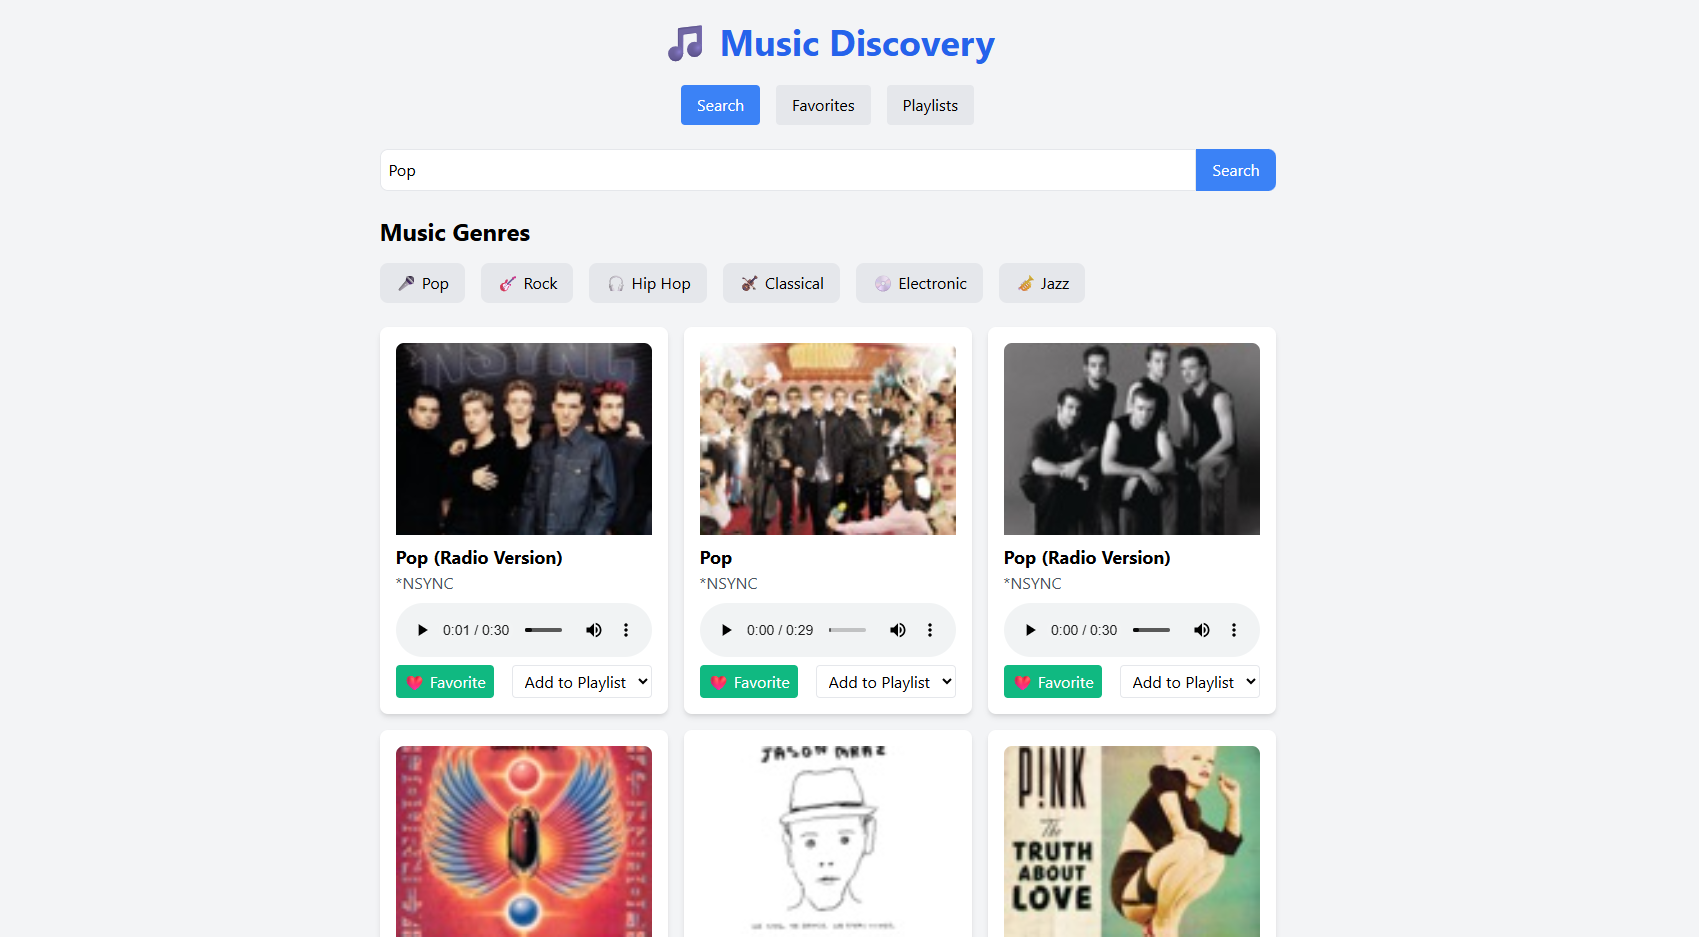 Music Discovery
Search Favorites Playlists
Pop Search
Music Genres
Pop Rock Hip Hop Classical Electronic Jazz
*NSYNC
Pop (Radio Version)
*NSYNC
0:01 / 0:30
Favorite Add to Playlist
Pop
*NSYNC
0:00 / 0:29
Favorite Add to Playlist
Pop (Radio Version)
*NSYNC
0:00 / 0:30
Favorite Add to Playlist
JASON MRAZ
P!NK
The
TRUTH
ABOUT
LOVE